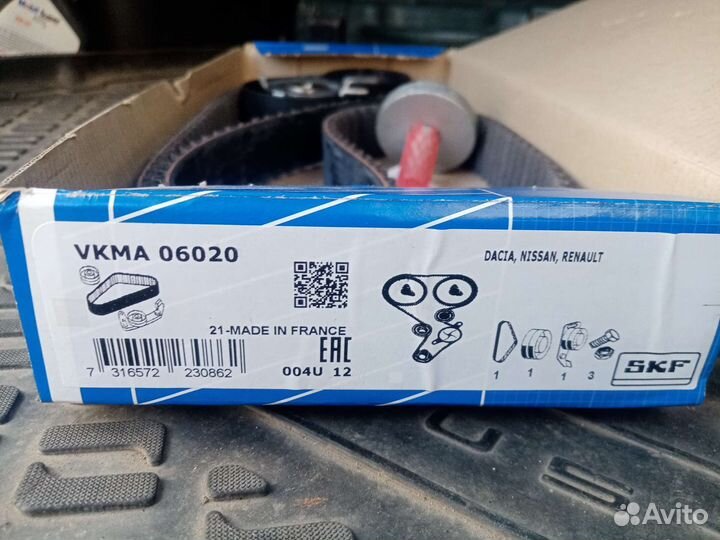 VKMA 06020
DACIA, NISSAN, RENAULT
21-MADE IN FRANCE
EAC
7 316572 230862
004U 12
1 1 1 3
SKF
Avito